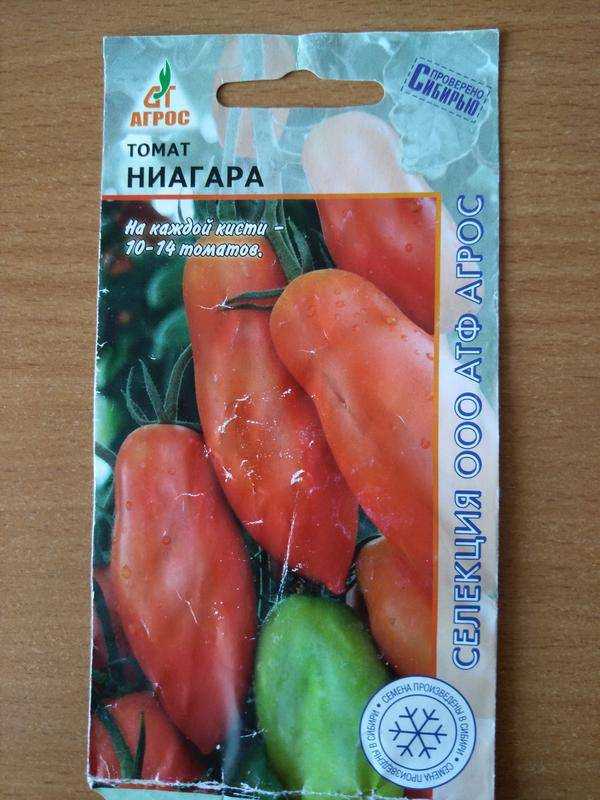 АГРОС
ПРОВЕРЕНО
СИБИРЬЮ
ТОМАТ
НИАГАРА
На каждой кисти –
10-14 томатов.
СЕЛЕКЦИЯ ООО АТФ АГРОС
СЕМЕНА ПРОИЗВЕДЕНЫ В СИБИРИ • СЕМЕНА ПРОИЗВЕДЕНЫ В СИБИРИ •